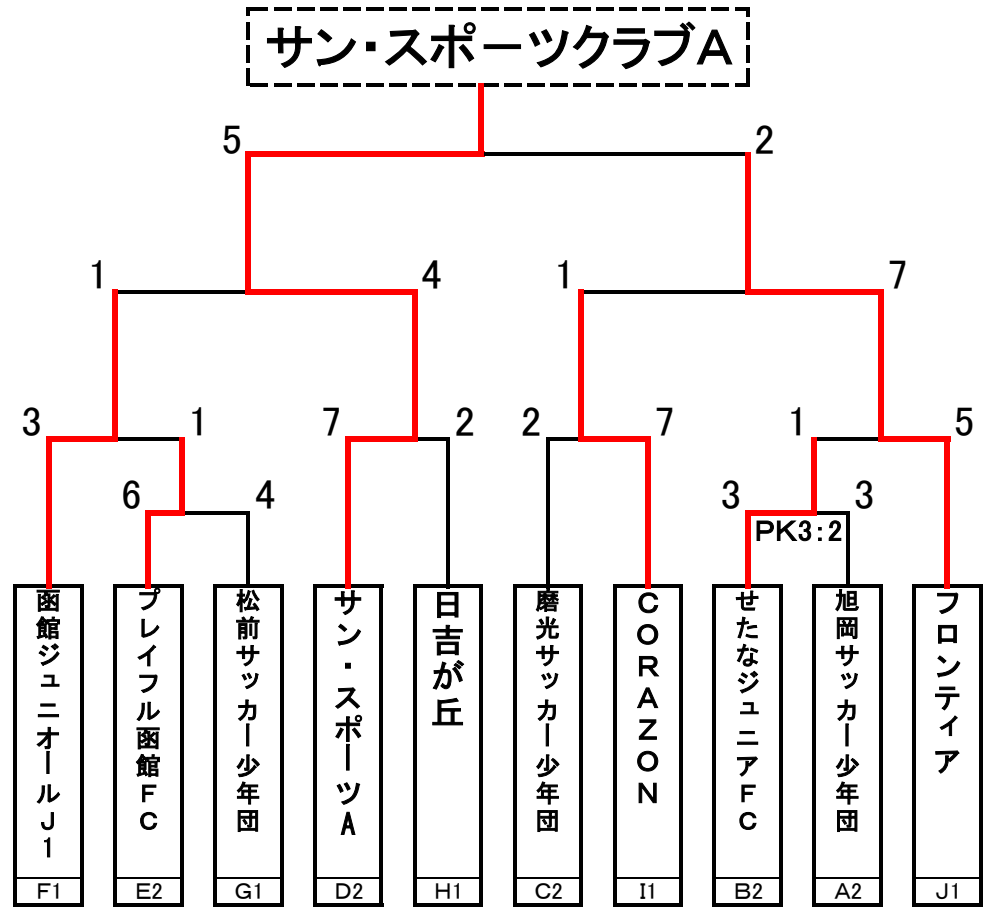 サン・スポーツクラブA
5 2
1 4 1 7
3 1 7 2 2 7 1 5
6 4 3 3
PK3:2
函館ジュニオールJ1
プレイフル函館FC
松前サッカー少年団
サン・スポーツA
日吉が丘
磨光サッカー少年団
CORAZON
せたなジュニアFC
旭岡サッカー少年団
フロンティア
F1 E2 G1 D2 H1 C2 I1 B2 A2 J1